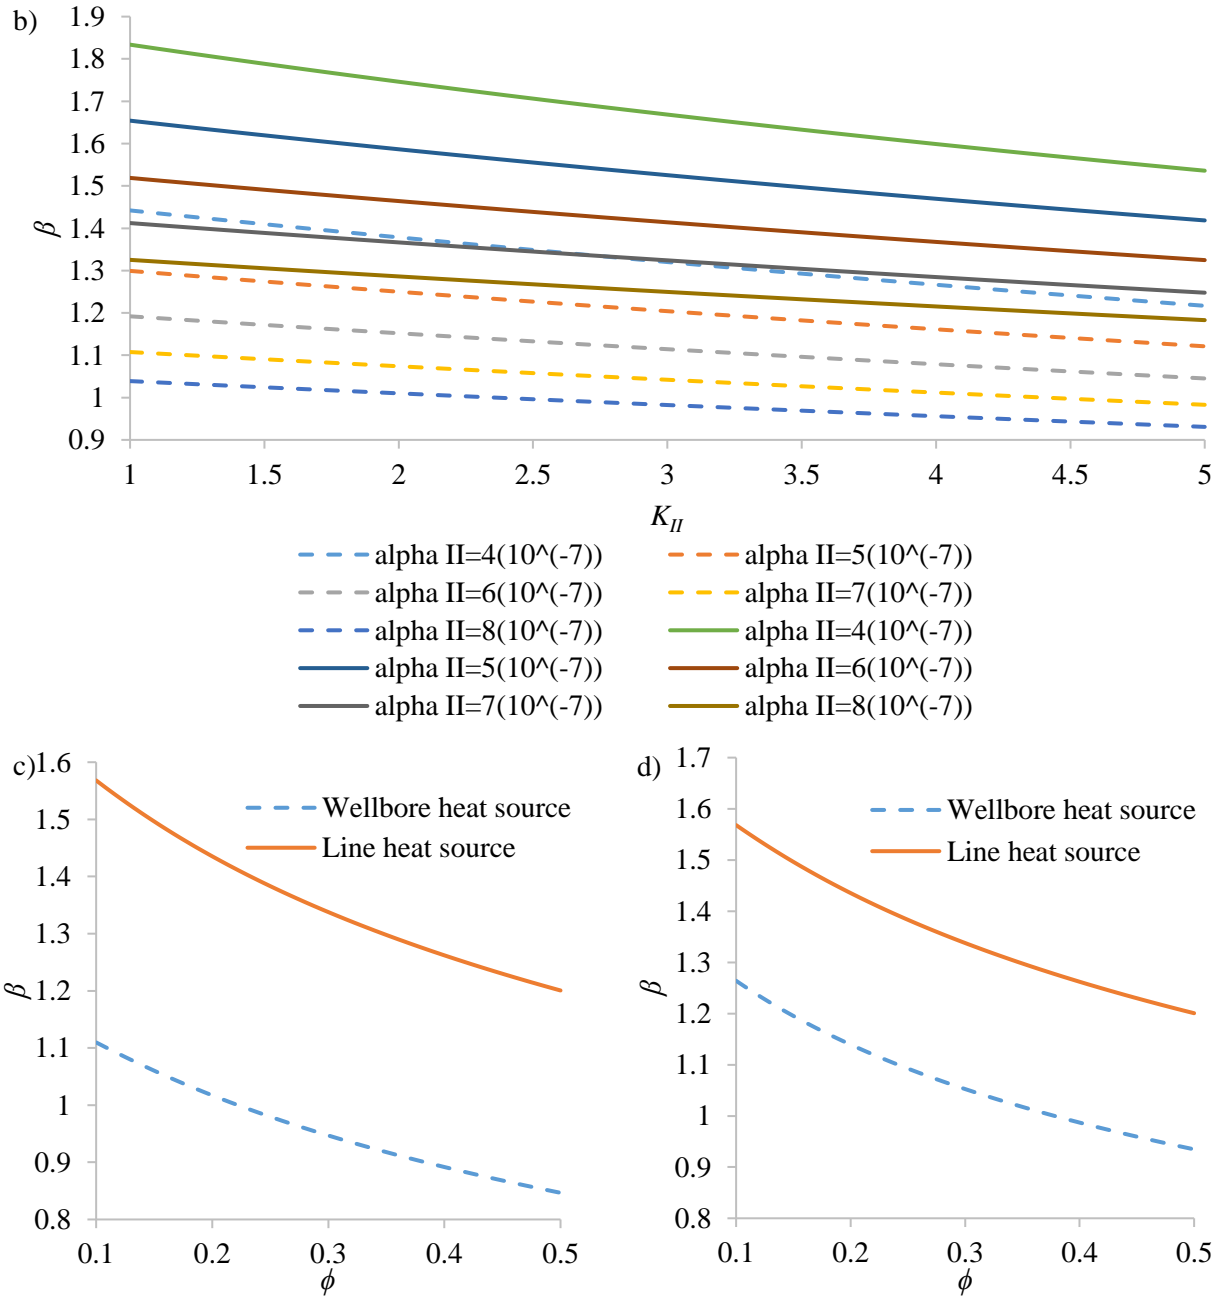 b)
1.9
1.8
1.7
1.6
1.5
1.4
1.3
1.2
1.1
1
0.9
β
1 1.5 2 2.5 3 3.5 4 4.5 5
K_II
alpha II=4(10^(-7)) alpha II=5(10^(-7))
alpha II=6(10^(-7)) alpha II=7(10^(-7))
alpha II=8(10^(-7)) alpha II=4(10^(-7))
alpha II=5(10^(-7)) alpha II=6(10^(-7))
alpha II=7(10^(-7)) alpha II=8(10^(-7))
c)
1.6
1.5
1.4
1.3
1.2
1.1
1
0.9
0.8
β
Wellbore heat source
Line heat source
0.1 0.2 0.3 0.4 0.5
ϕ
d)
1.7
1.6
1.5
1.4
1.3
1.2
1.1
1
0.9
0.8
β
Wellbore heat source
Line heat source
0.1 0.2 0.3 0.4 0.5
ϕ